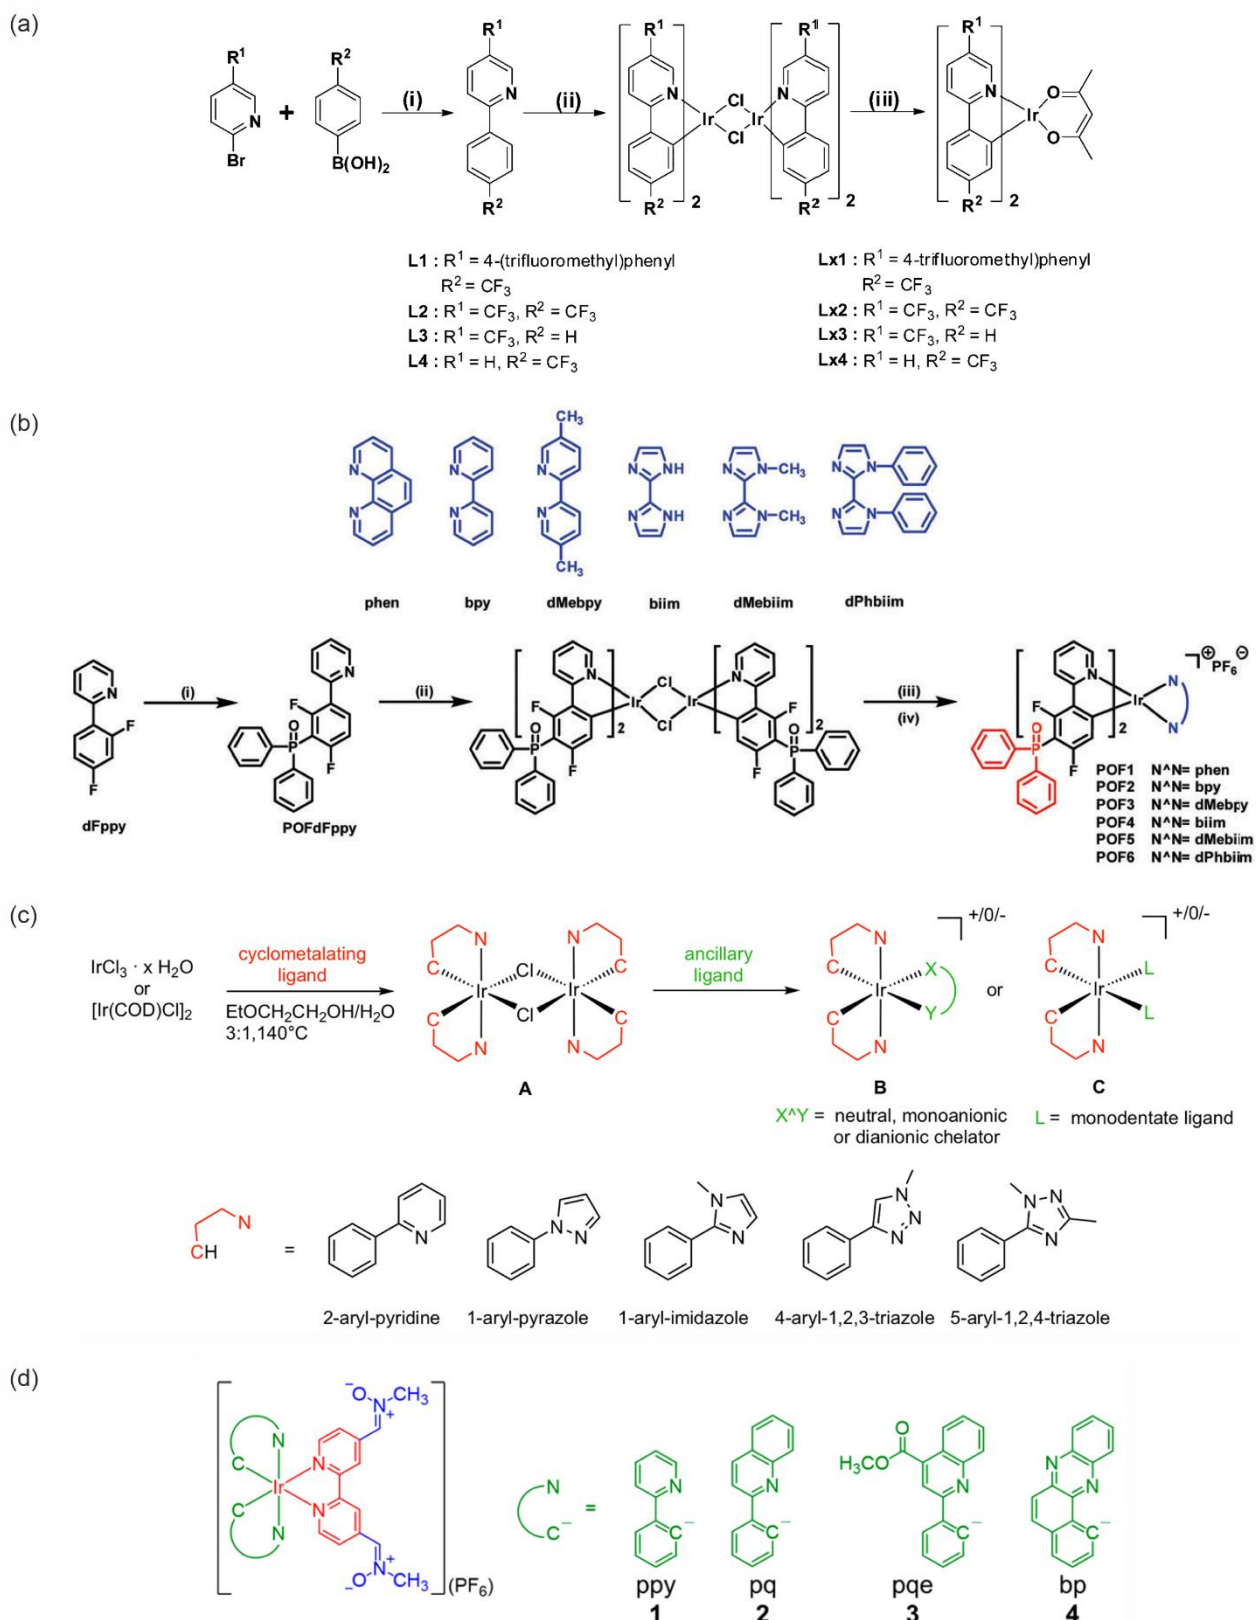 (a)
R¹
N
Br
+
R²
B(OH)₂
(i)
R¹
N
R²
(ii)
R¹
N
R²
2
Ir
Cl
Cl
Ir
R¹
N
R²
2
(iii)
R¹
N
R²
2
Ir
O
O
L1 : R¹ = 4-(trifluoromethyl)phenyl
R² = CF₃
L2 : R¹ = CF₃, R² = CF₃
L3 : R¹ = CF₃, R² = H
L4 : R¹ = H, R² = CF₃
Lx1 : R¹ = 4-trifluoromethyl)phenyl
R² = CF₃
Lx2 : R¹ = CF₃, R² = CF₃
Lx3 : R¹ = CF₃, R² = H
Lx4 : R¹ = H, R² = CF₃
(b)
N
N
phen
N
N
bpy
CH₃
N
N
CH₃
dMebpy
N NH
N NH
biim
N N—CH₃
N N—CH₃
dMebiim
N N
N N
dPhbiim
N
F
F
dFppy
(i)
N
F
O
P
F
POFdFppy
(ii)
N
F
O
P
F
2
Ir
Cl
Cl
Ir
N
F
O
P
F
2
(iii)
(iv)
N
F
O
P
F
2
Ir
N
N
⊕ PF₆ ⊖
POF1 N^N= phen
POF2 N^N= bpy
POF3 N^N= dMebpy
POF4 N^N= biim
POF5 N^N= dMebiim
POF6 N^N= dPhbiim
(c)
IrCl₃ · x H₂O
or
[Ir(COD)Cl]₂
cyclometalating
ligand
EtOCH₂CH₂OH/H₂O
3:1,140°C
N
C
Ir
C
N
Cl
Cl
N
C
Ir
C
N
A
ancillary
ligand
+/0/-
N
C
Ir
C
N
X
Y
B
or
+/0/-
N
C
Ir
C
N
L
L
C
X^Y = neutral, monoanionic
or dianionic chelator
L = monodentate ligand
N
CH
=
N
2-aryl-pyridine
N
N
1-aryl-pyrazole
N
N
1-aryl-imidazole
N
N
N
4-aryl-1,2,3-triazole
N
N
N
5-aryl-1,2,4-triazole
(d)
N
C
Ir
C
N
N
N
⁻O
N⁺
CH₃
⁻O
N⁺
CH₃
(PF₆)
N
C⁻
=
N
C⁻
ppy
1
N
C⁻
pq
2
O
H₃CO
N
C⁻
pqe
3
N
N
C⁻
bp
4